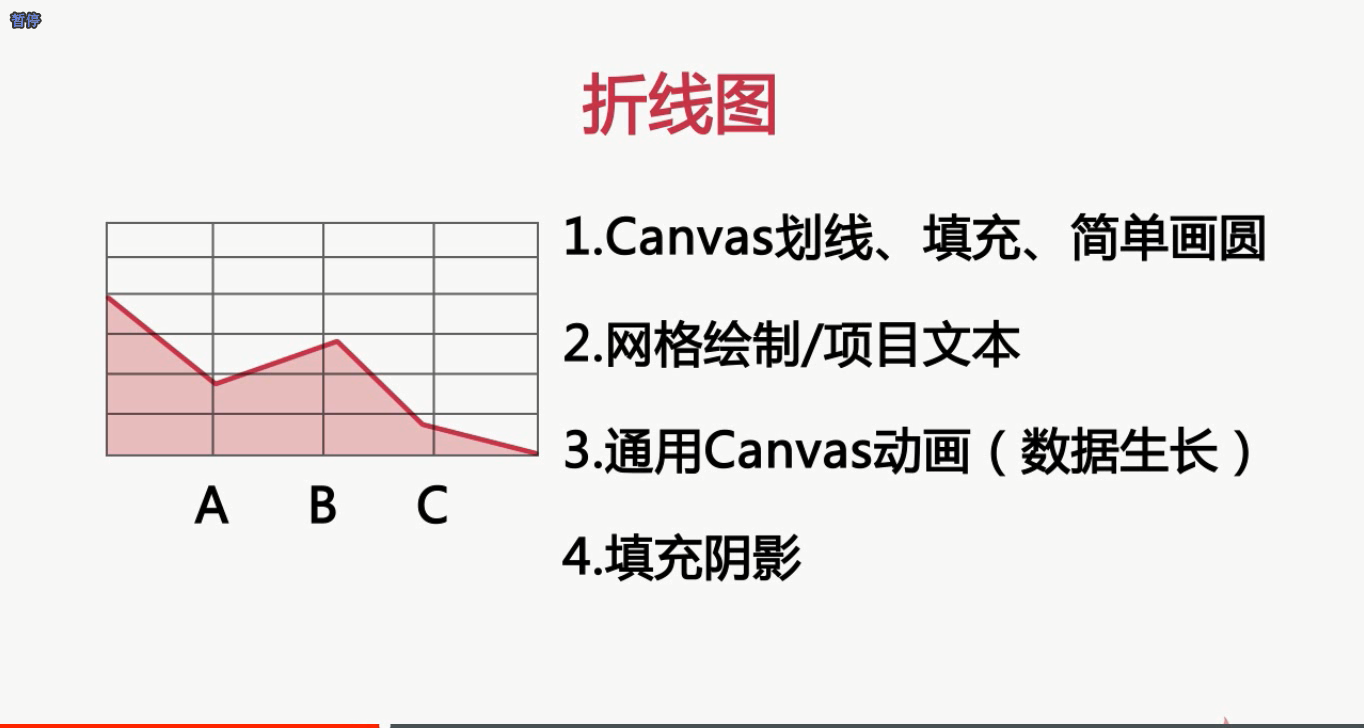 暂停
折线图
1.Canvas划线、填充、简单画圆
2.网格绘制/项目文本
3.通用Canvas动画（数据生长）
4.填充阴影
A B C